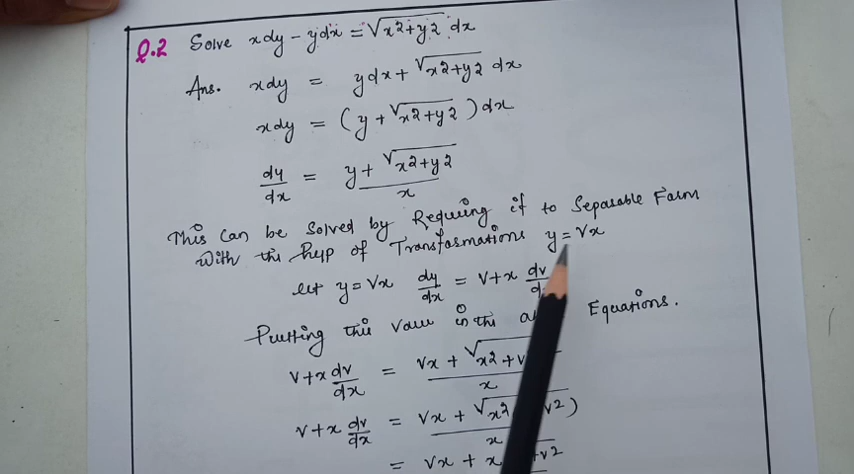 Q.2 Solve xdy - ydx = √x2+y2 dx
Ans. xdy = ydx + √x2+y2 dx
xdy = (y + √x2+y2) dx
dy/dx = y + √x2+y2 / x
This can be Solved by Requiring it to Separable Form
With this help of Transformations y = vx
let y = vx dy/dx = v+x dv/
Putting this in the Equations.
v+x dv/dx = vx + √x2+v / x
v+x dv/dx = vx + √x2 v2) / x
= vx + x +v2